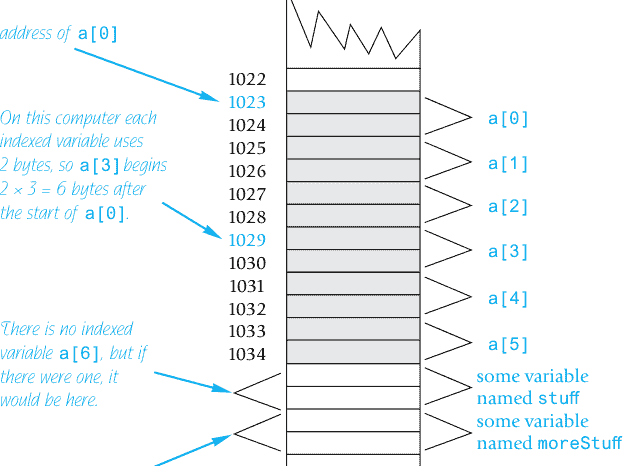 address of a[0]
On this computer each
indexed variable uses
2 bytes, so a[3] begins
2 × 3 = 6 bytes after
the start of a[0].
There is no indexed
variable a[6], but if
there were one, it
would be here.
1022
1023
1024
1025
1026
1027
1028
1029
1030
1031
1032
1033
1034
a[0]
a[1]
a[2]
a[3]
a[4]
a[5]
some variable
named stuff
some variable
named moreStuff